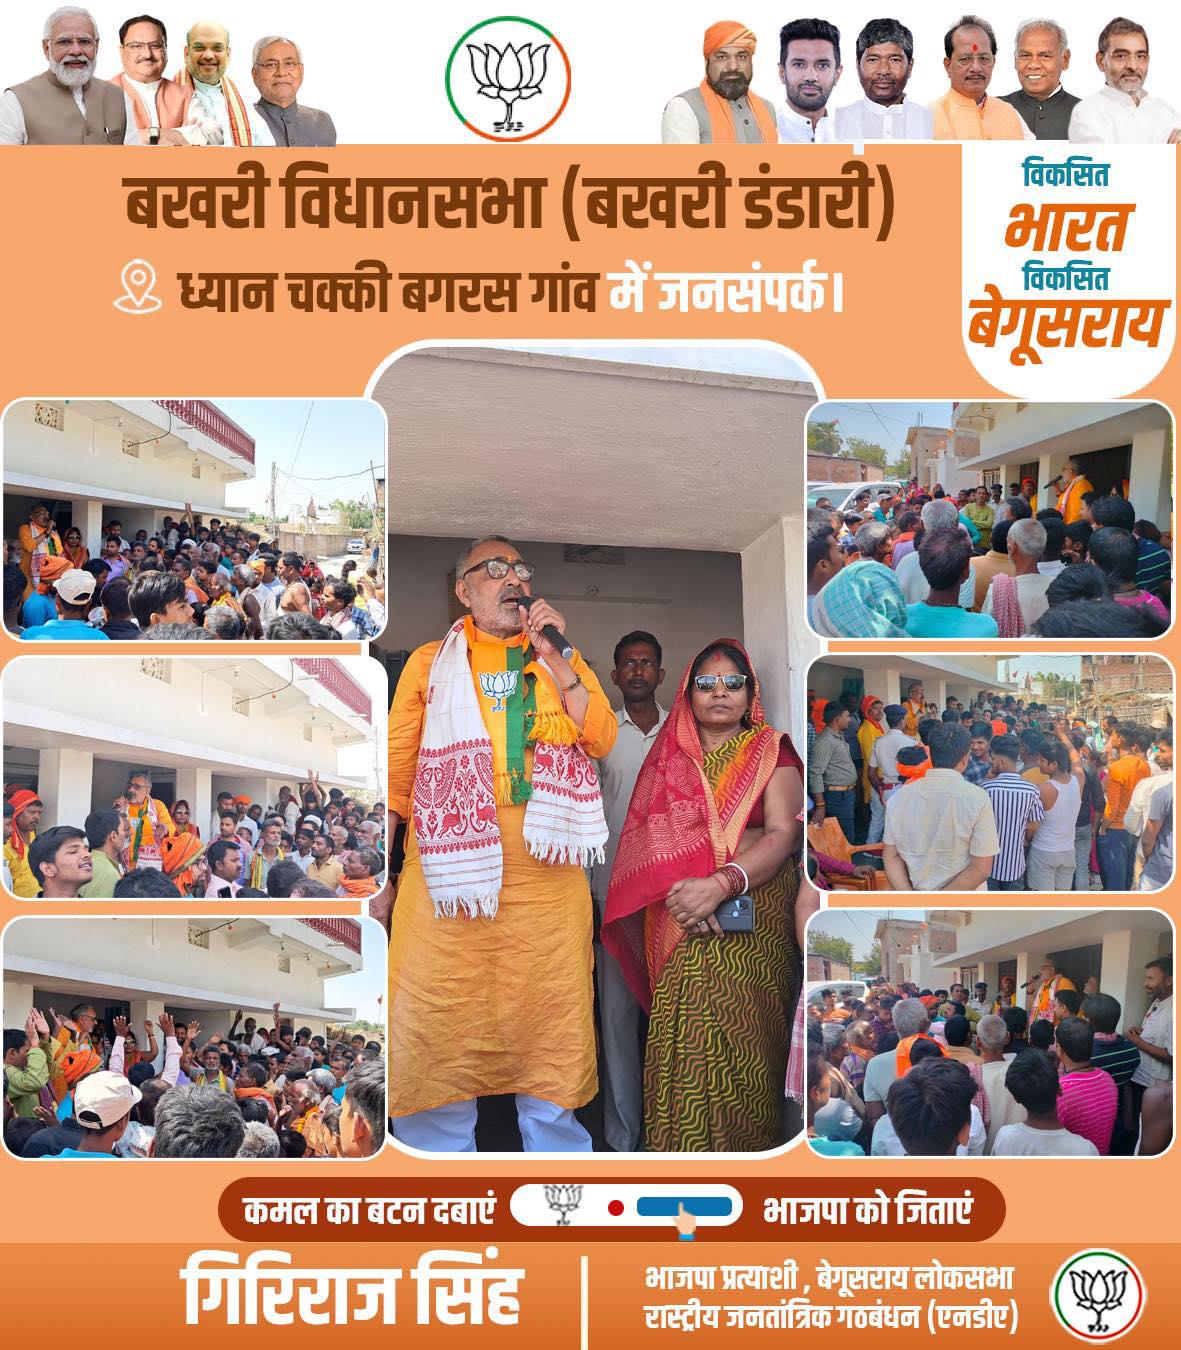 बखरी विधानसभा (बखरी डंडारी)
ध्यान चक्की बगरस गांव में जनसंपर्क।
विकसित
भारत
विकसित
बेगूसराय
कमल का बटन दबाएं भाजपा को जिताएं
गिरिराज सिंह
भाजपा प्रत्याशी , बेगूसराय लोकसभा
रास्ट्रीय जनतांत्रिक गठबंधन (एनडीए)